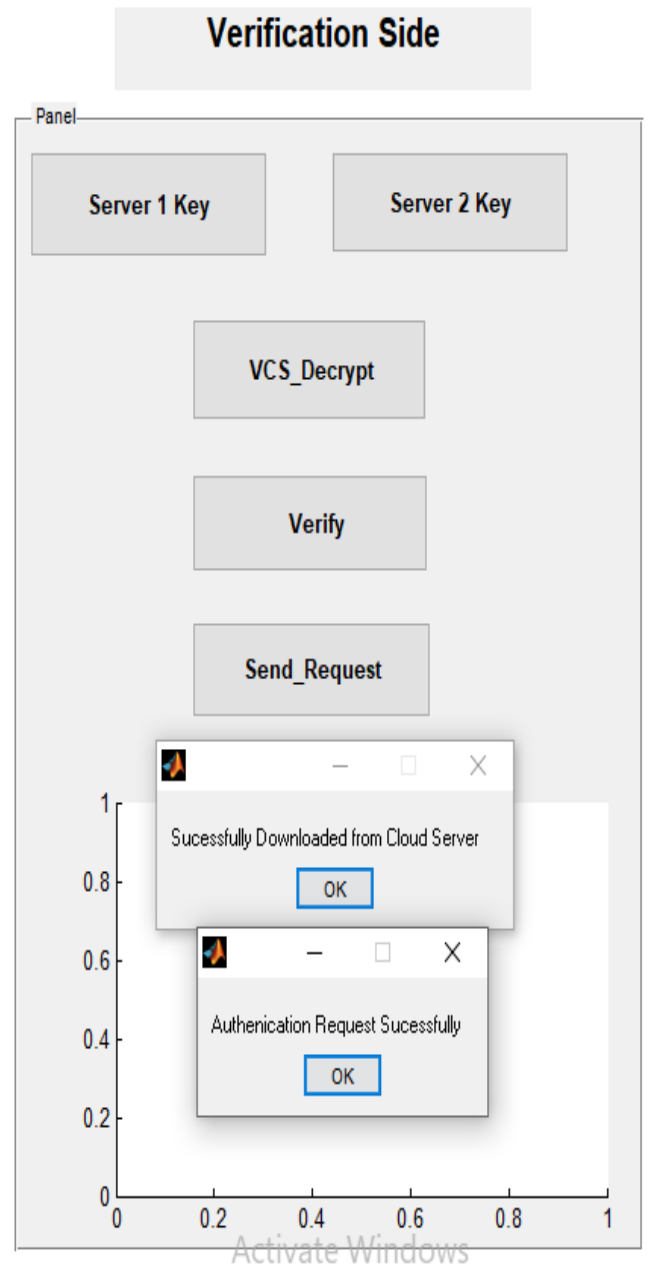 Verification Side
Panel
Server 1 Key
Server 2 Key
VCS_Decrypt
Verify
Send_Request
Sucessfully Downloaded from Cloud Server
OK
Authenication Request Sucessfully
OK
1
0.8
0.6
0.4
0.2
0
0 0.2 0.4 0.6 0.8 1
Activate Windows